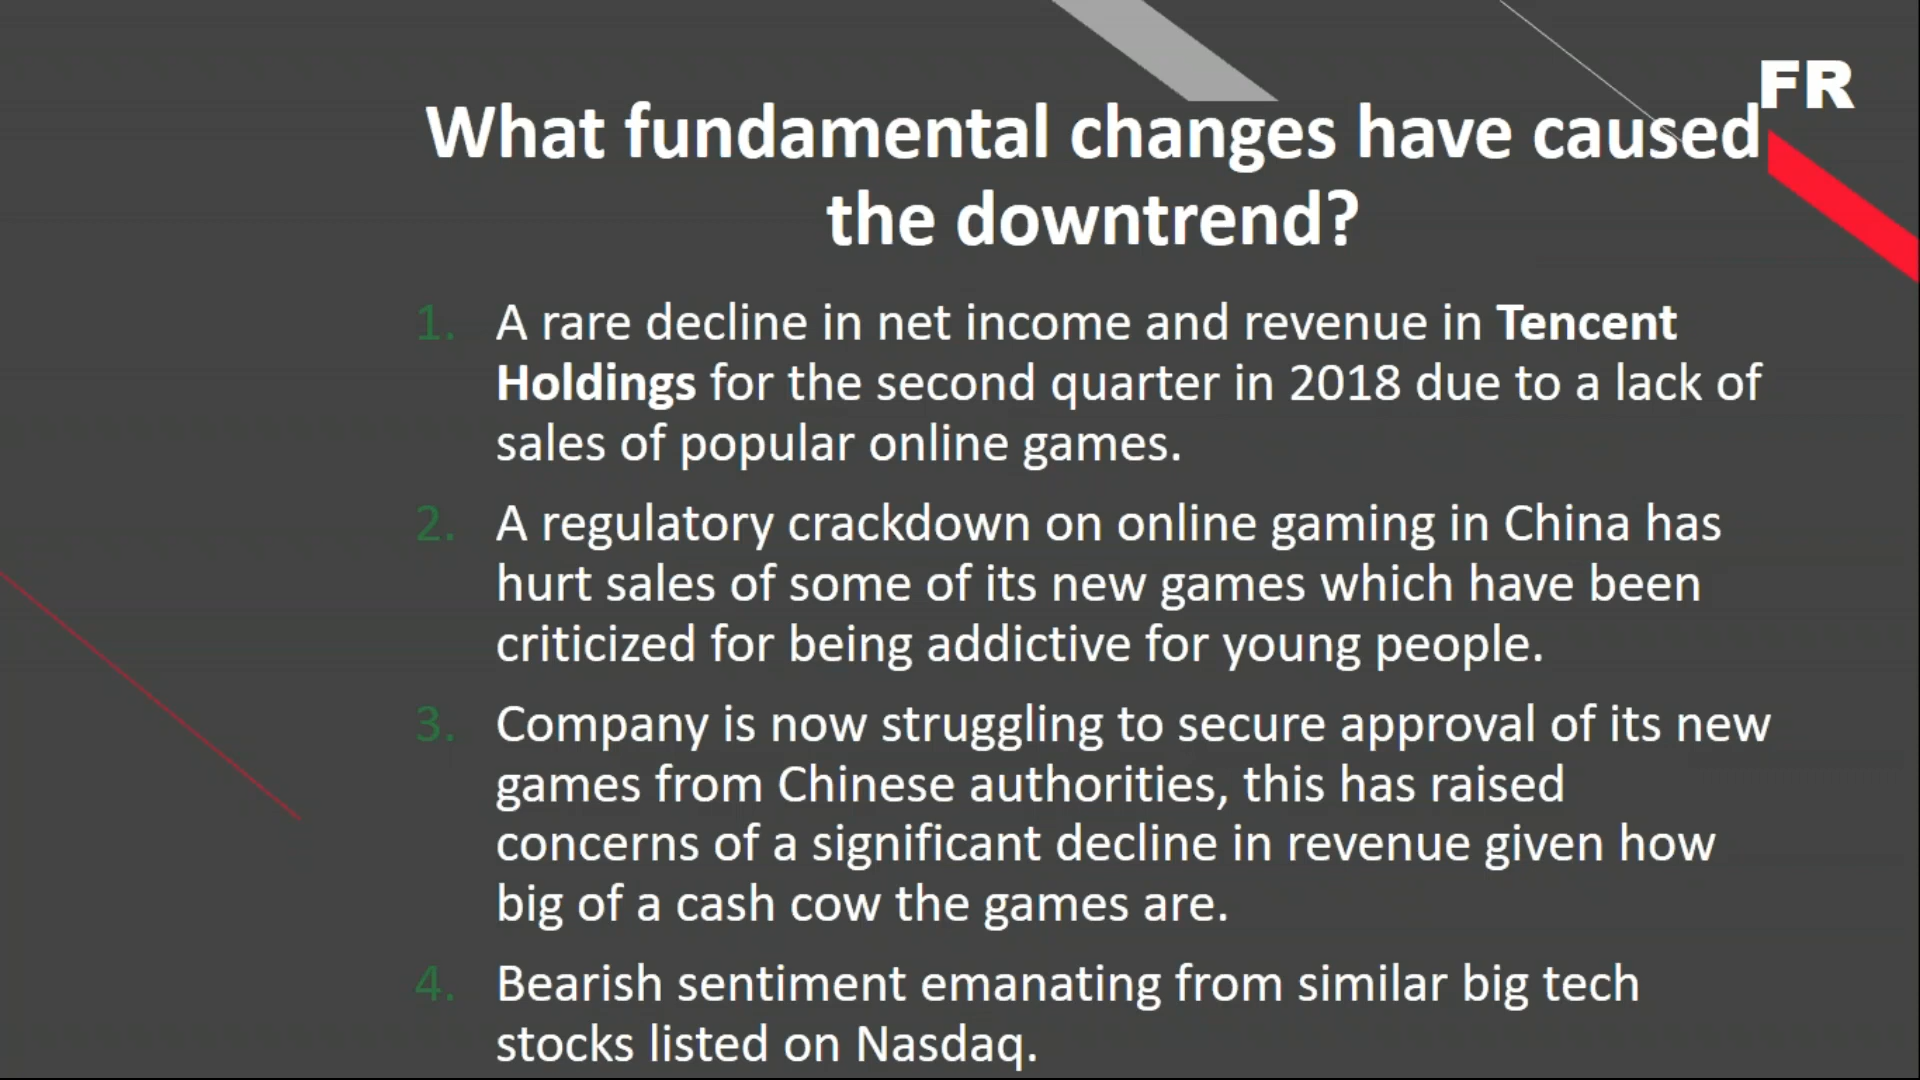 FR
What fundamental changes have caused
the downtrend?
1. A rare decline in net income and revenue in Tencent
Holdings for the second quarter in 2018 due to a lack of
sales of popular online games.
2. A regulatory crackdown on online gaming in China has
hurt sales of some of its new games which have been
criticized for being addictive for young people.
3. Company is now struggling to secure approval of its new
games from Chinese authorities, this has raised
concerns of a significant decline in revenue given how
big of a cash cow the games are.
4. Bearish sentiment emanating from similar big tech
stocks listed on Nasdaq.